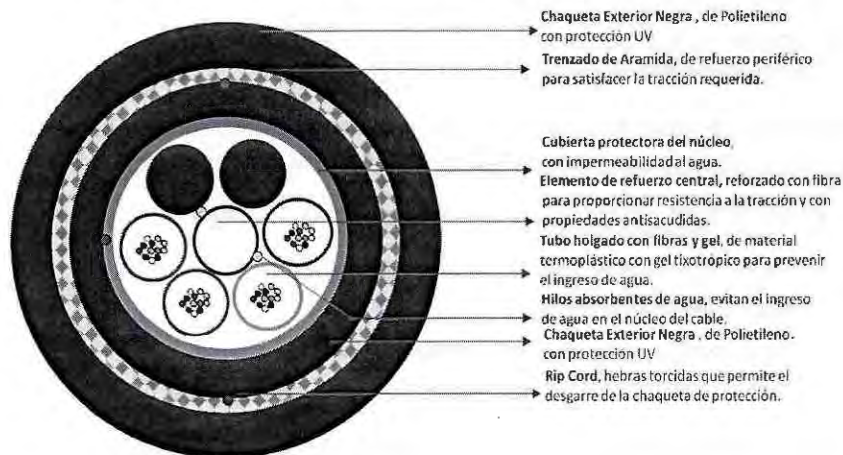 Chaqueta Exterior Negra , de Polietileno
con protección UV
Trenzado de Aramida, de refuerzo periférico
para satisfacer la tracción requerida.
Cubierta protectora del núcleo,
con impermeabilidad al agua.
Elemento de refuerzo central, reforzado con fibra
para proporcionar resistencia a la tracción y con
propiedades antisacudidas.
Tubo holgado con fibras y gel, de material
termoplástico con gel tixotrópico para prevenir
el ingreso de agua.
Hilos absorbentes de agua, evitan el ingreso
de agua en el núcleo del cable.
Chaqueta Exterior Negra , de Polietileno.
con protección UV
Rip Cord, hebras torcidas que permite el
desgarre de la chaqueta de protección.